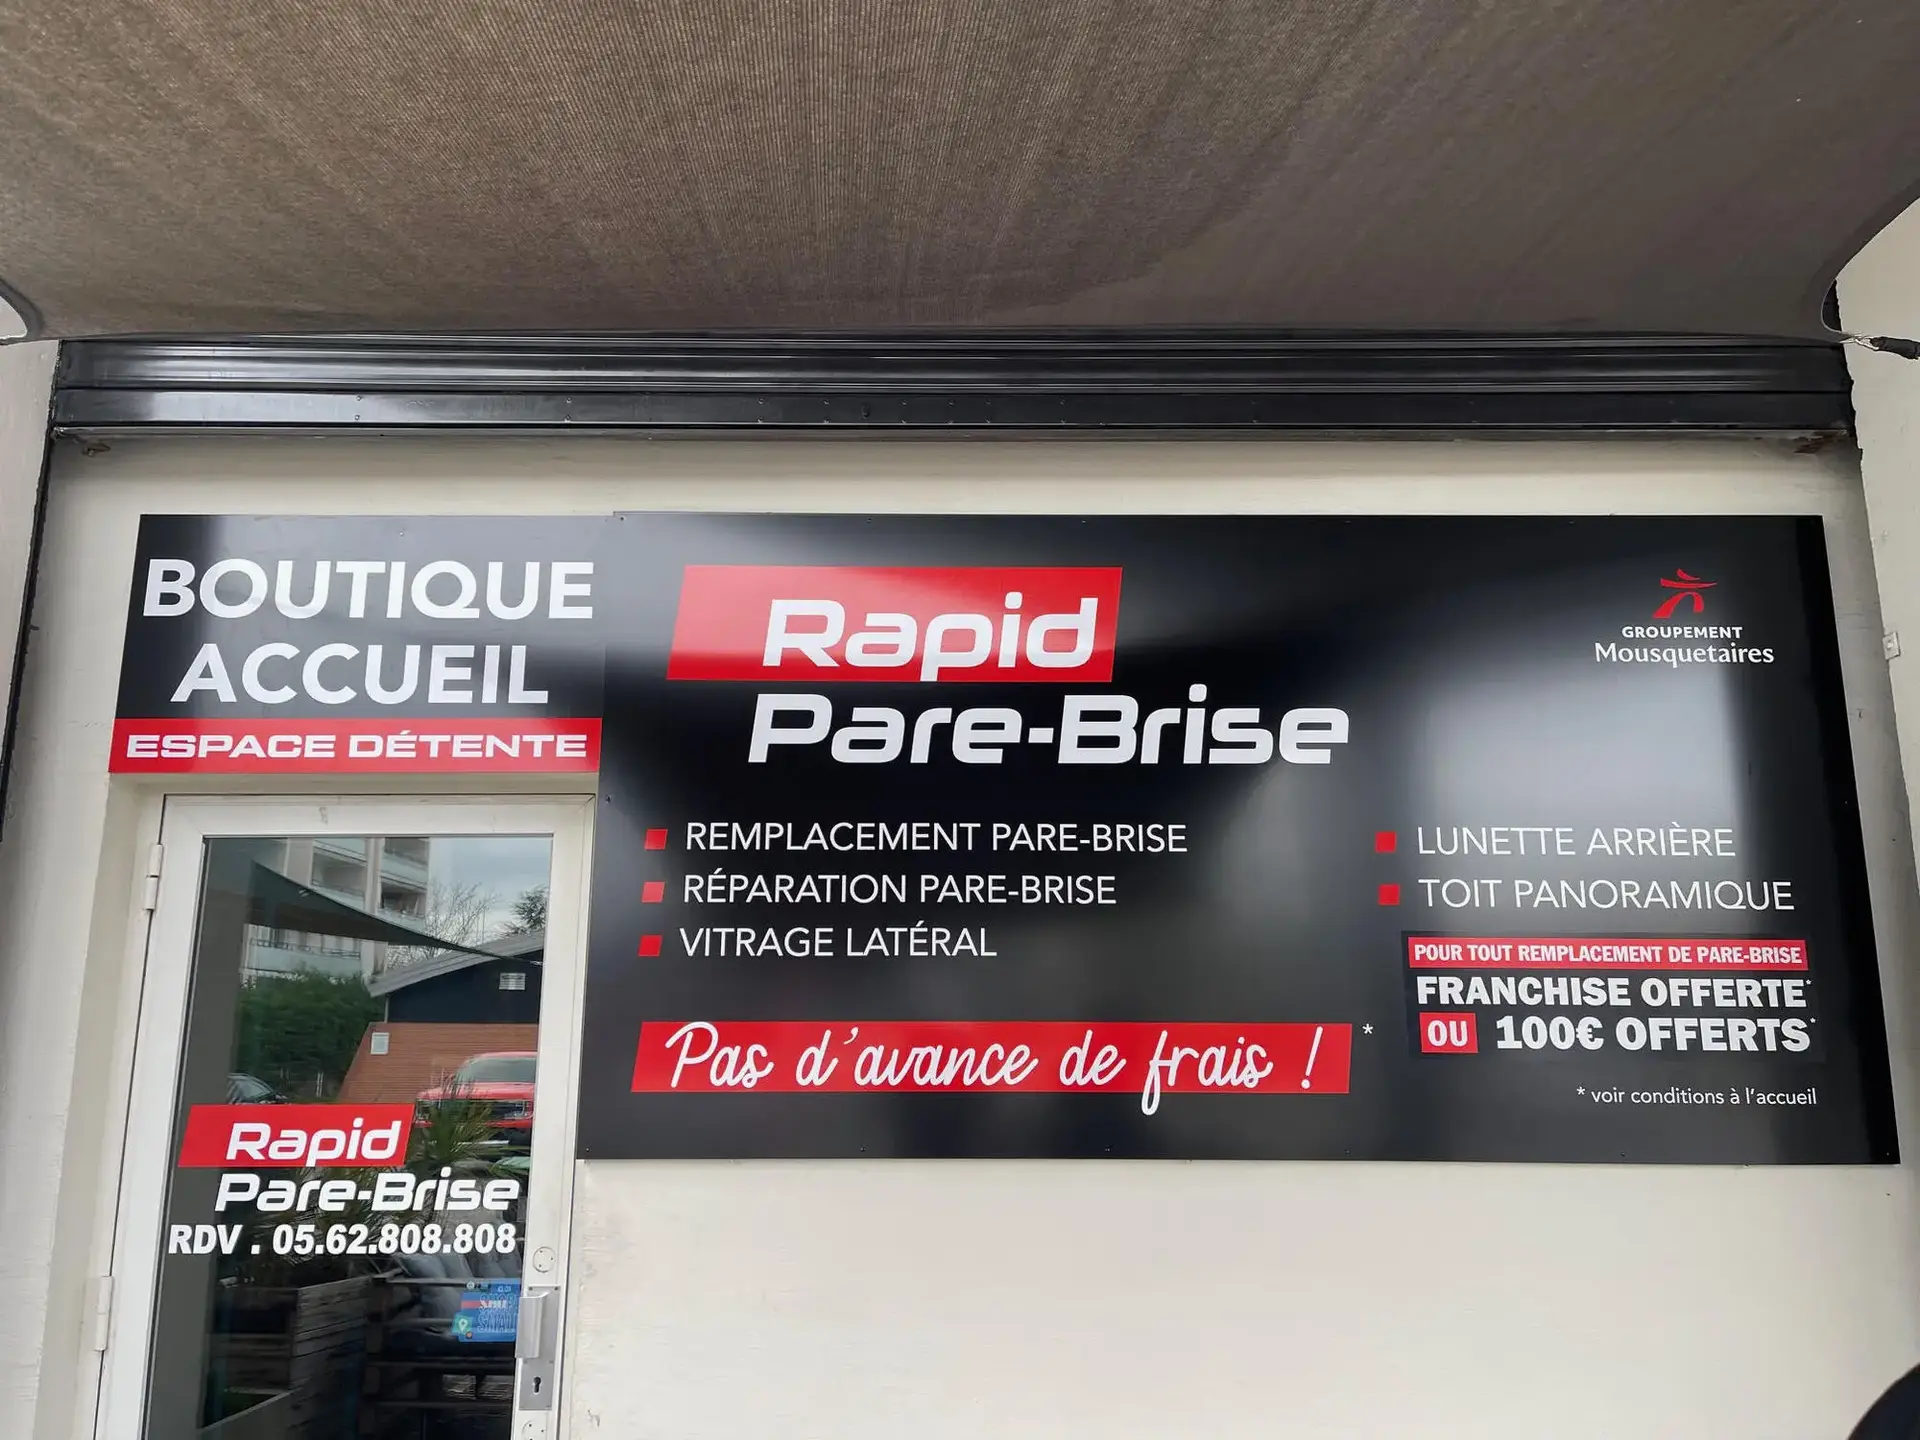 BOUTIQUE
ACCUEIL
ESPACE DÉTENTE
Rapid
Pare-Brise
GROUPEMENT
Mousquetaires
REMPLACEMENT PARE-BRISE
RÉPARATION PARE-BRISE
VITRAGE LATÉRAL
LUNETTE ARRIÈRE
TOIT PANORAMIQUE
POUR TOUT REMPLACEMENT DE PARE-BRISE
FRANCHISE OFFERTE*
OU 100€ OFFERTS*
Pas d'avance de frais ! *
* voir conditions à l'accueil
Rapid
Pare-Brise
RDV . 05.62.808.808